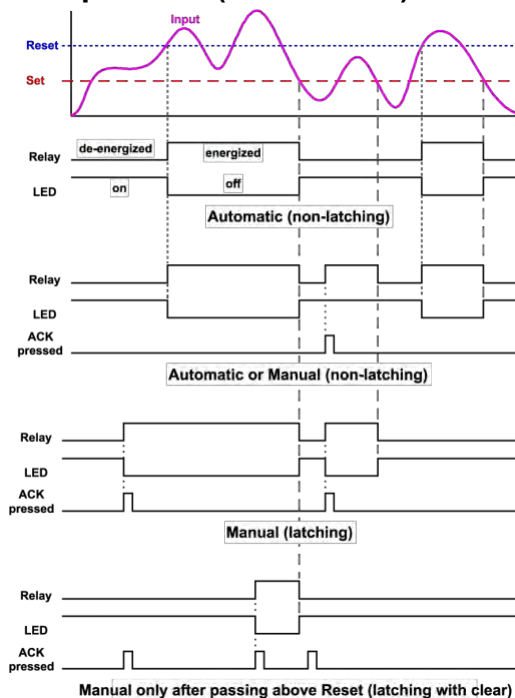 Input
Reset
Set
de-energized
energized
Relay
LED
on
off
Automatic (non-latching)
Relay
LED
ACK
pressed
Automatic or Manual (non-latching)
Relay
LED
ACK
pressed
Manual (latching)
Relay
LED
ACK
pressed
Manual only after passing above Reset (latching with clear)